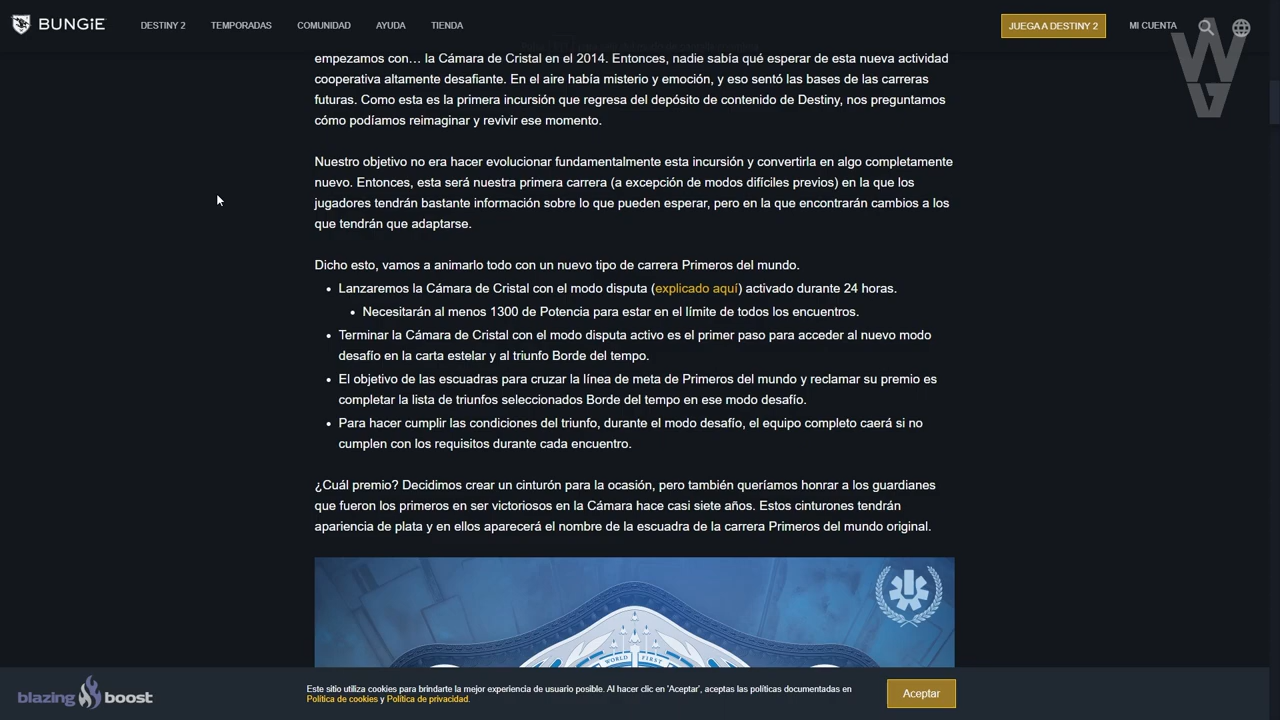 BUNGiE
DESTINY 2
TEMPORADAS
COMUNIDAD
AYUDA
TIENDA
JUEGA A DESTINY 2
MI CUENTA
empezamos con… la Cámara de Cristal en el 2014. Entonces, nadie sabía qué esperar de esta nueva actividad
cooperativa altamente desafiante. En el aire había misterio y emoción, y eso sentó las bases de las carreras
futuras. Como esta es la primera incursión que regresa del depósito de contenido de Destiny, nos preguntamos
cómo podíamos reimaginar y revivir ese momento.
Nuestro objetivo no era hacer evolucionar fundamentalmente esta incursión y convertirla en algo completamente
nuevo. Entonces, esta será nuestra primera carrera (a excepción de modos difíciles previos) en la que los
jugadores tendrán bastante información sobre lo que pueden esperar, pero en la que encontrarán cambios a los
que tendrán que adaptarse.
Dicho esto, vamos a animarlo todo con un nuevo tipo de carrera Primeros del mundo.
• Lanzaremos la Cámara de Cristal con el modo disputa (explicado aquí) activado durante 24 horas.
• Necesitarán al menos 1300 de Potencia para estar en el límite de todos los encuentros.
• Terminar la Cámara de Cristal con el modo disputa activo es el primer paso para acceder al nuevo modo
desafío en la carta estelar y al triunfo Borde del tempo.
• El objetivo de las escuadras para cruzar la línea de meta de Primeros del mundo y reclamar su premio es
completar la lista de triunfos seleccionados Borde del tempo en ese modo desafío.
• Para hacer cumplir las condiciones del triunfo, durante el modo desafío, el equipo completo caerá si no
cumplen con los requisitos durante cada encuentro.
¿Cuál premio? Decidimos crear un cinturón para la ocasión, pero también queríamos honrar a los guardianes
que fueron los primeros en ser victoriosos en la Cámara hace casi siete años. Estos cinturones tendrán
apariencia de plata y en ellos aparecerá el nombre de la escuadra de la carrera Primeros del mundo original.
WORLD FIRST
blazing boost
Este sitio utiliza cookies para brindarte la mejor experiencia de usuario posible. Al hacer clic en 'Aceptar', aceptas las políticas documentadas en
Política de cookies y Política de privacidad.
Aceptar